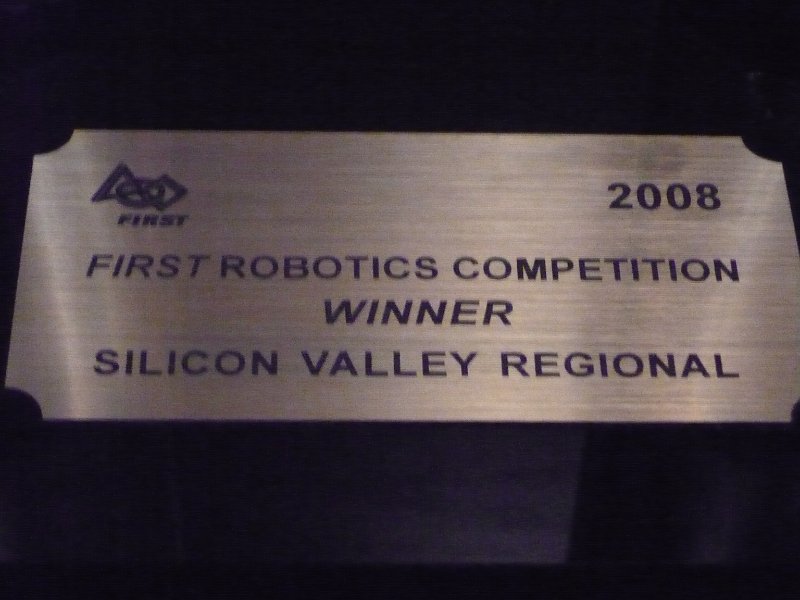 FIRST
2008
FIRST ROBOTICS COMPETITION
WINNER
SILICON VALLEY REGIONAL